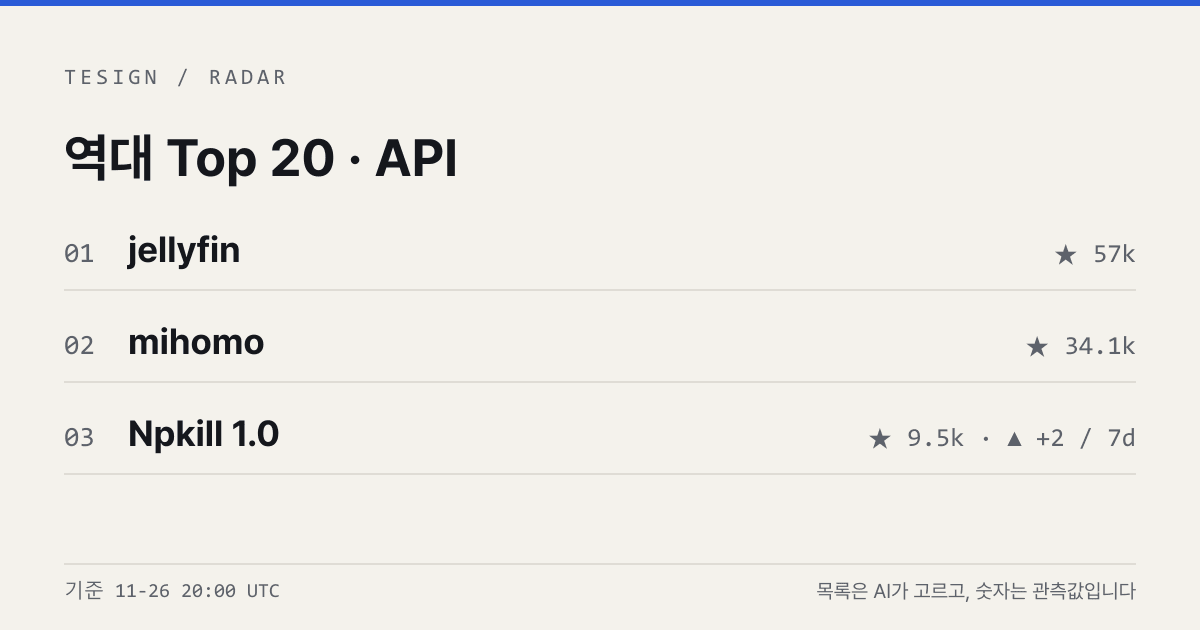 TESIGN / RADAR
역대 Top 20 · API
01 jellyfin ★ 57k
02 mihomo ★ 34.1k
03 Npkill 1.0 ★ 9.5k · ▲ +2 / 7d
기준 11-26 20:00 UTC 목록은 AI가 고르고, 숫자는 관측값입니다